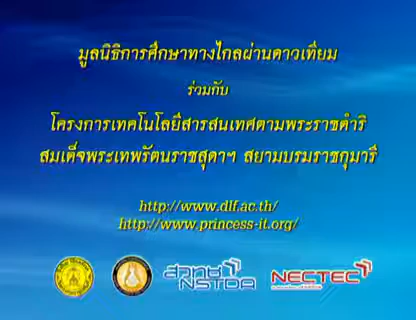 มูลนิธิการศึกษาทางไกลผ่านดาวเทียม
ร่วมกับ
โครงการเทคโนโลยีสารสนเทศตามพระราชดำริ
สมเด็จพระเทพรัตนราชสุดาฯ สยามบรมราชกุมารี
http://www.dlf.ac.th/
http://www.princess-it.org/
สวทช
NSTDA
NECTEC